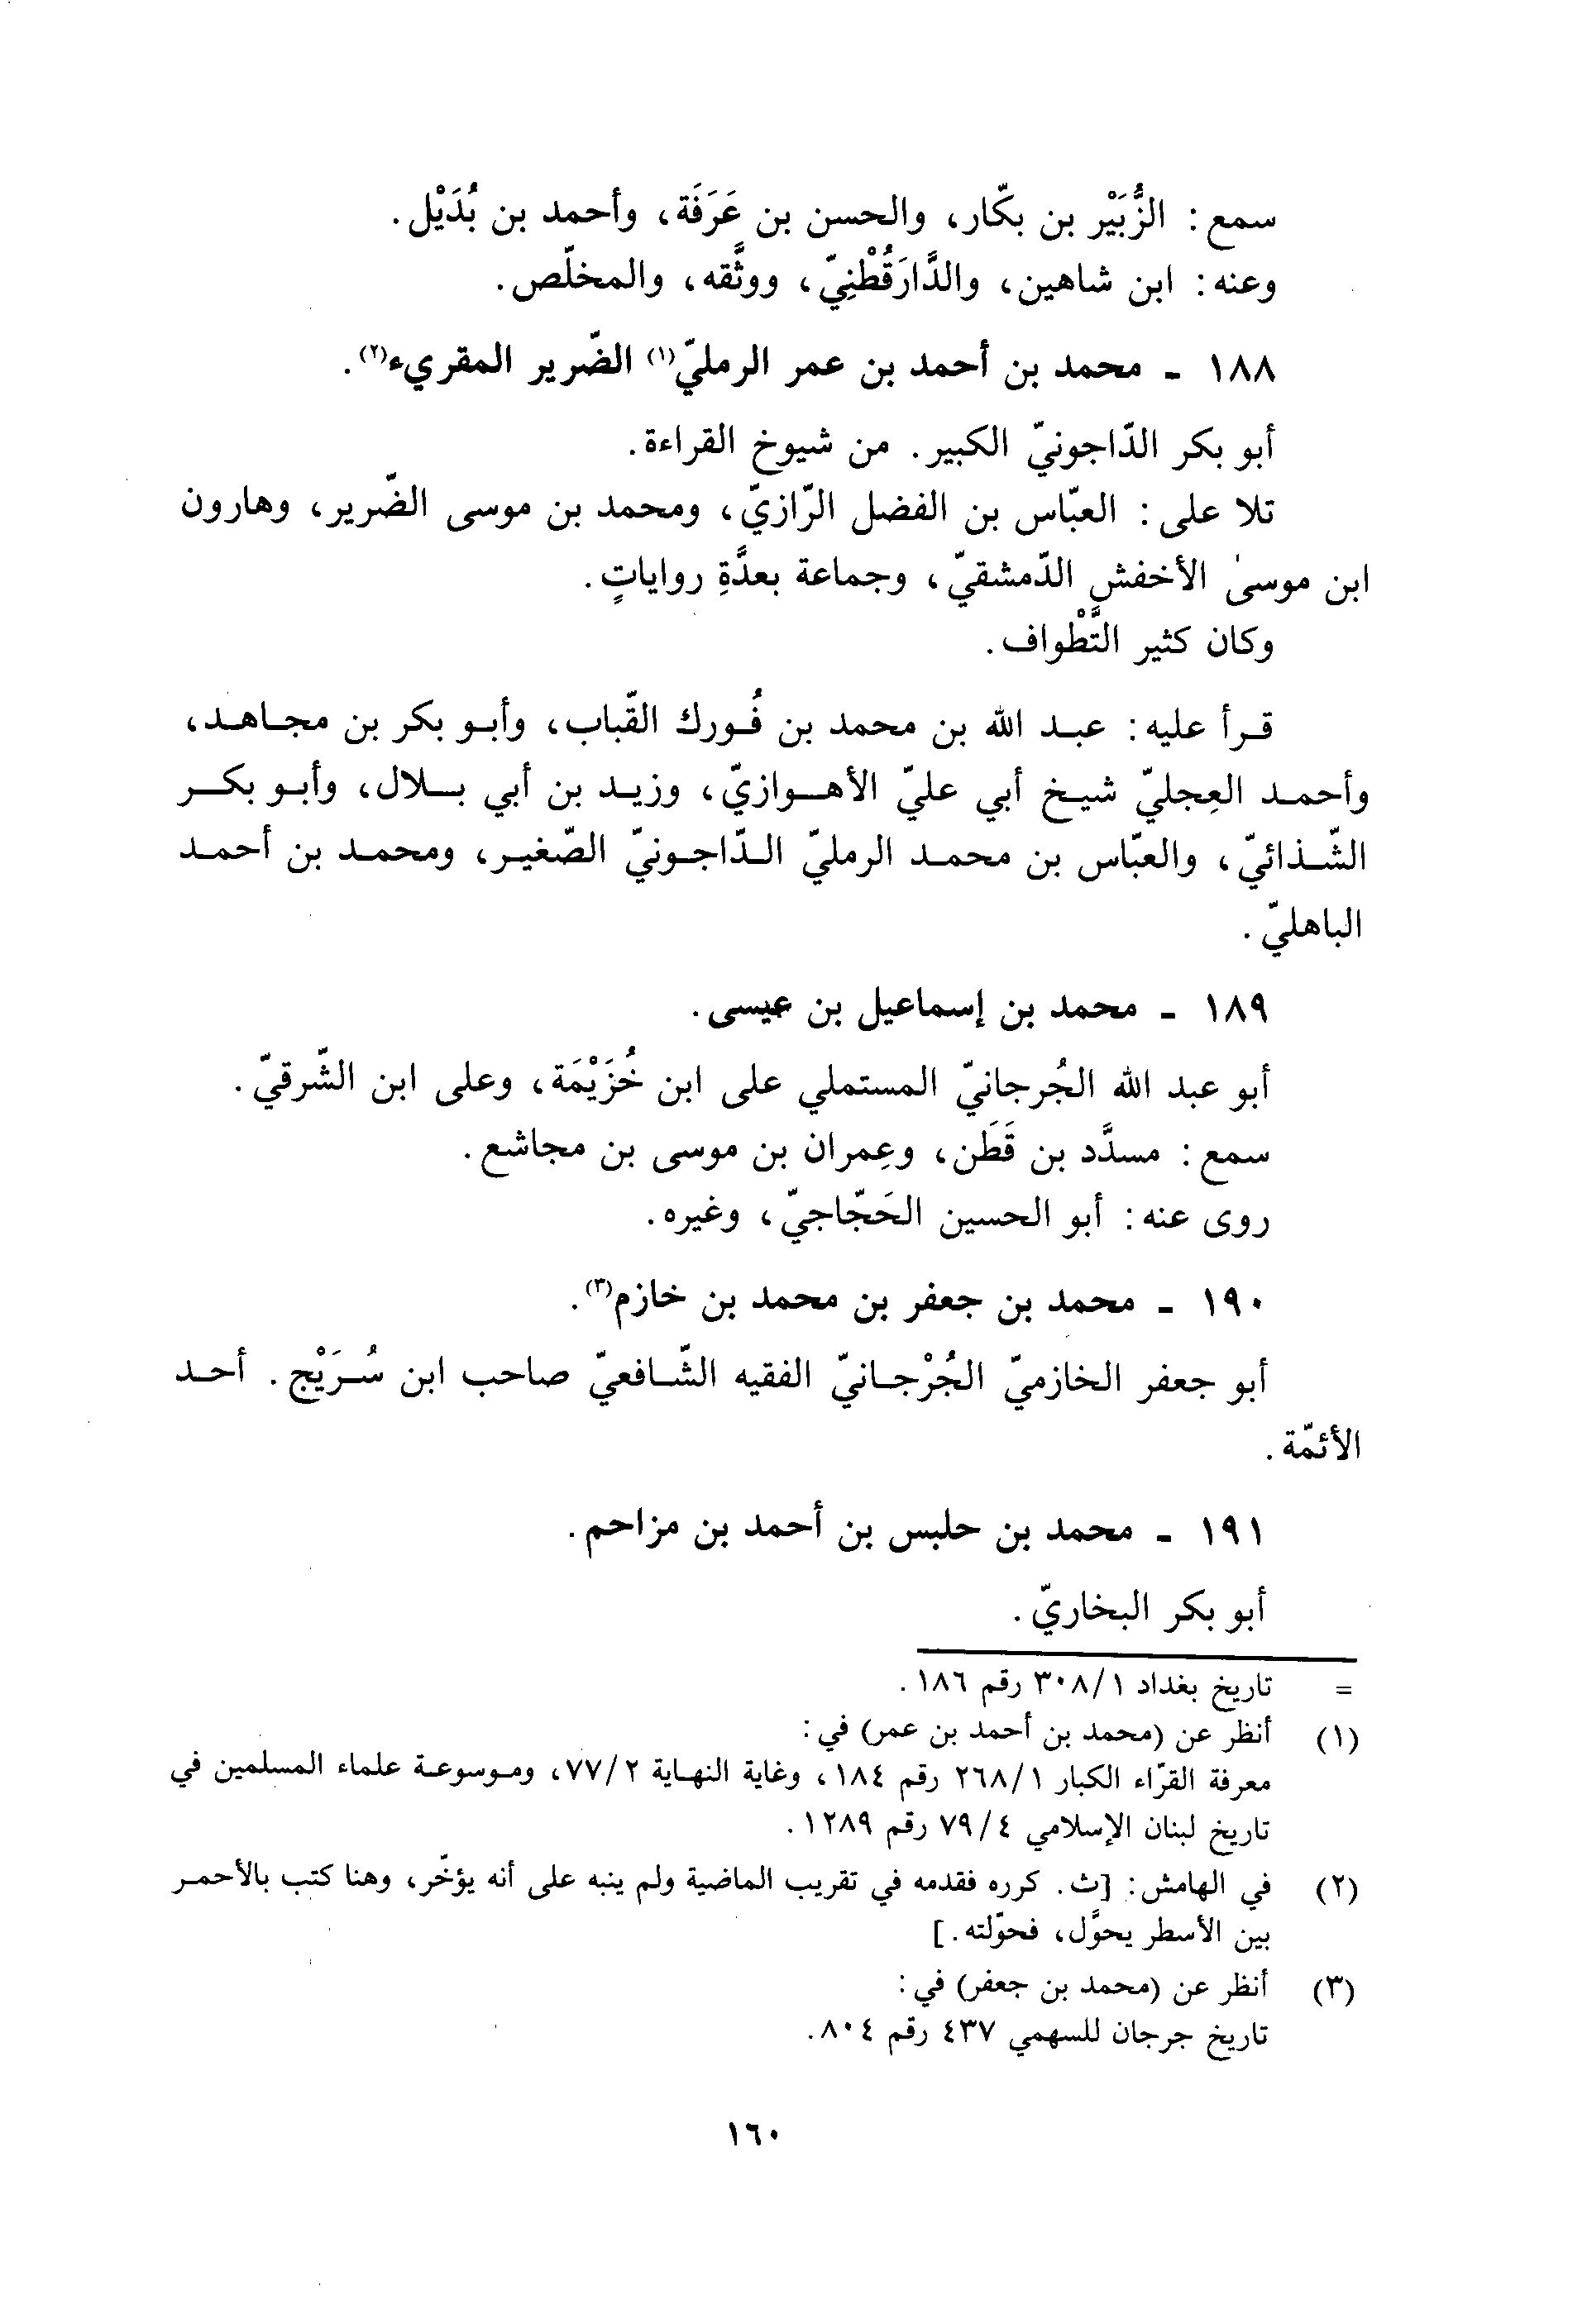 سمع: الزُّبَيْر بن بكّار، والحسن بن عَرَفَة، وأحمد بن بُدَيْل.
وعنه: ابن شاهين، والدَّارَقُطْنِيّ، ووثَّقه، والمخلّص.
١٨٨ - محمد بن أحمد بن عمر الرمليّ(١) الضّرير المقريء(٢).
أبو بكر الدّاجونيّ الكبير. من شيوخ القراءة.
تلا على: العبّاس بن الفضل الرّازيّ، ومحمد بن موسى الضّرير، وهارون
ابن موسىٰ الأخفش الدّمشقيّ، وجماعة بعدَّةِ رواياتٍ.
وكان كثير التَّطْواف.
قرأ عليه: عبد الله بن محمد بن فُورك القّباب، وأبو بكر بن مجاهد،
وأحمد العِجليّ شيخ أبي عليّ الأهوازيّ، وزيد بن أبي بلال، وأبو بكر
الشّذائيّ، والعبّاس بن محمد الرمليّ الدّاجونيّ الصّغير، ومحمد بن أحمد
الباهليّ.
١٨٩ - محمد بن إسماعيل بن عيسى.
أبو عبد الله الجُرجانيّ المستملي على ابن خُزَيْمَة، وعلى ابن الشّرقيّ.
سمع: مسدَّد بن قَطَن، وعِمران بن موسى بن مجاشع.
روى عنه: أبو الحسين الحَجّاجيّ، وغيره.
١٩٠ - محمد بن جعفر بن محمد بن خازم(٣).
أبو جعفر الخازميّ الجُرْجانيّ الفقيه الشّافعيّ صاحب ابن سُرَيْج. أحد
الأئمّة.
١٩١ - محمد بن حلبس بن أحمد بن مزاحم.
أبو بكر البخاريّ.
= تاريخ بغداد ٣٠٨/١ رقم ١٨٦.
(١) أنظر عن (محمد بن أحمد بن عمر) في:
معرفة القرّاء الكبار ٢٦٨/١ رقم ١٨٤، وغاية النهاية ٧٧/٢، وموسوعة علماء المسلمين في
تاريخ لبنان الإسلامي ٧٩/٤ رقم ١٢٨٩.
(٢) في الهامش: [ث. كرره فقدمه في تقريب الماضية ولم ينبه على أنه يؤخّر، وهنا كتب بالأحمر
بين الأسطر يحوَّل، فحوّلته.]
(٣) أنظر عن (محمد بن جعفر) في:
تاريخ جرجان للسهمي ٤٣٧ رقم ٨٠٤.
١٦٠